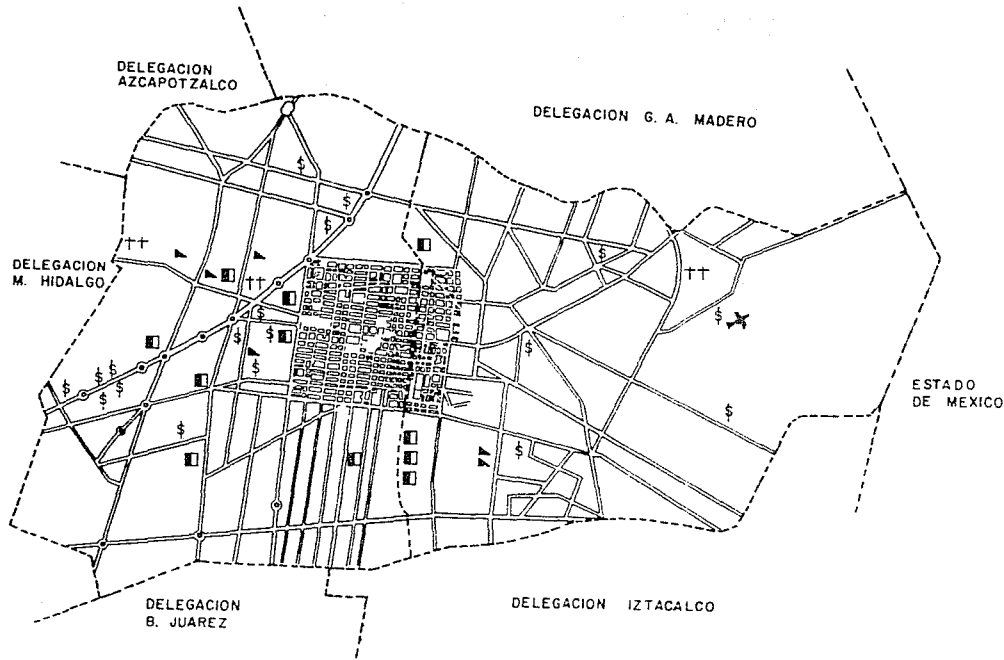 DELEGACION
AZCAPOTZALCO
DELEGACION G. A. MADERO
DELEGACION
M. HIDALGO
ESTADO
DE MEXICO
DELEGACION
B. JUAREZ
DELEGACION IZTACALCO